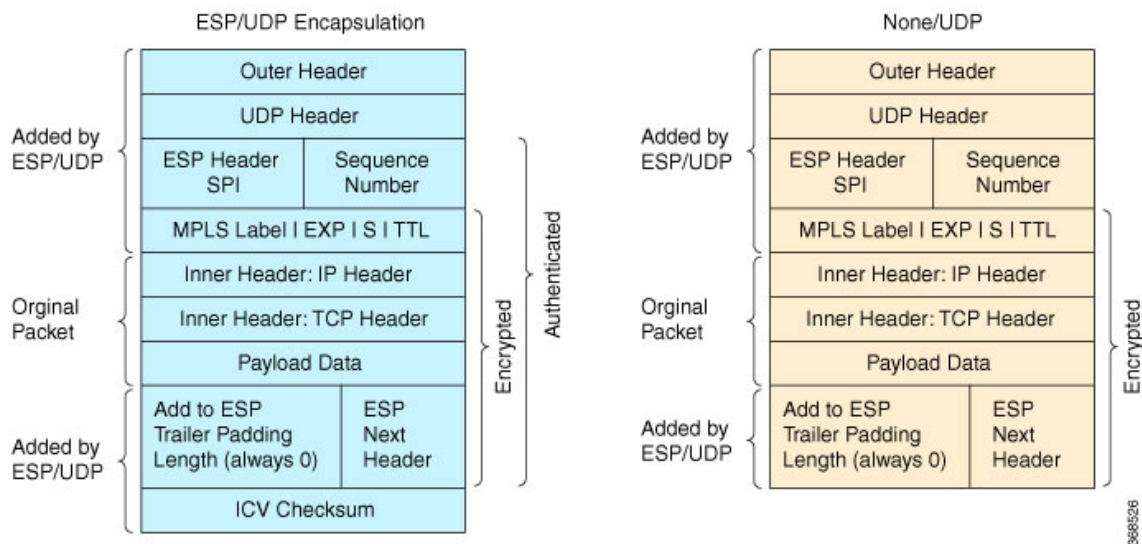 ESP/UDP Encapsulation
Outer Header
UDP Header
Added by
ESP/UDP
ESP Header
SPI
Sequence
Number
MPLS Label | EXP | S | TTL
Inner Header: IP Header
Orginal
Packet
Inner Header: TCP Header
Payload Data
Add to ESP
Trailer Padding
Length (always 0)
ESP
Next
Header
Added by
ESP/UDP
ICV Checksum
Encrypted
Authenticated
None/UDP
Outer Header
UDP Header
Added by
ESP/UDP
ESP Header
SPI
Sequence
Number
MPLS Label | EXP | S | TTL
Inner Header: IP Header
Orginal
Packet
Inner Header: TCP Header
Payload Data
Added by
ESP/UDP
Add to ESP
Trailer Padding
Length (always 0)
ESP
Next
Header
Encrypted
368526